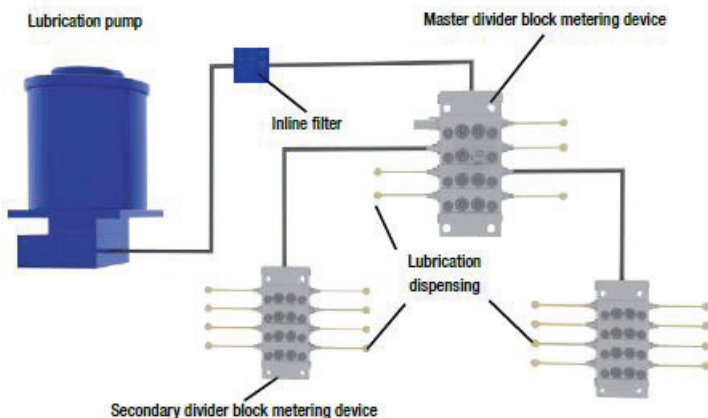 Lubrication pump
Master divider block metering device
Inline filter
Lubrication
dispensing
Secondary divider block metering device